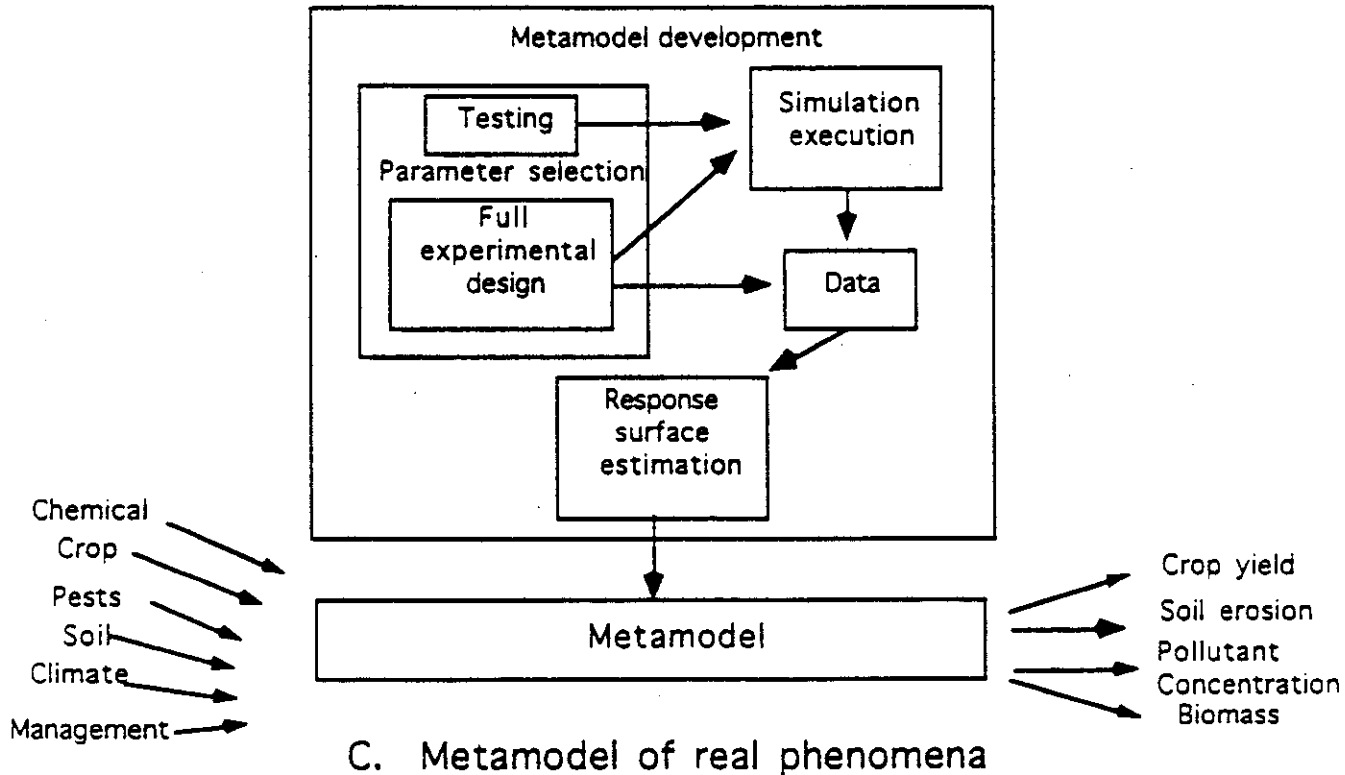 Metamodel development
Testing
Parameter selection
Full
experimental
design
Simulation
execution
Data
Response
surface
estimation
Chemical
Crop
Pests
Soil
Climate
Management
Metamodel
Crop yield
Soil erosion
Pollutant
Concentration
Biomass
C. Metamodel of real phenomena